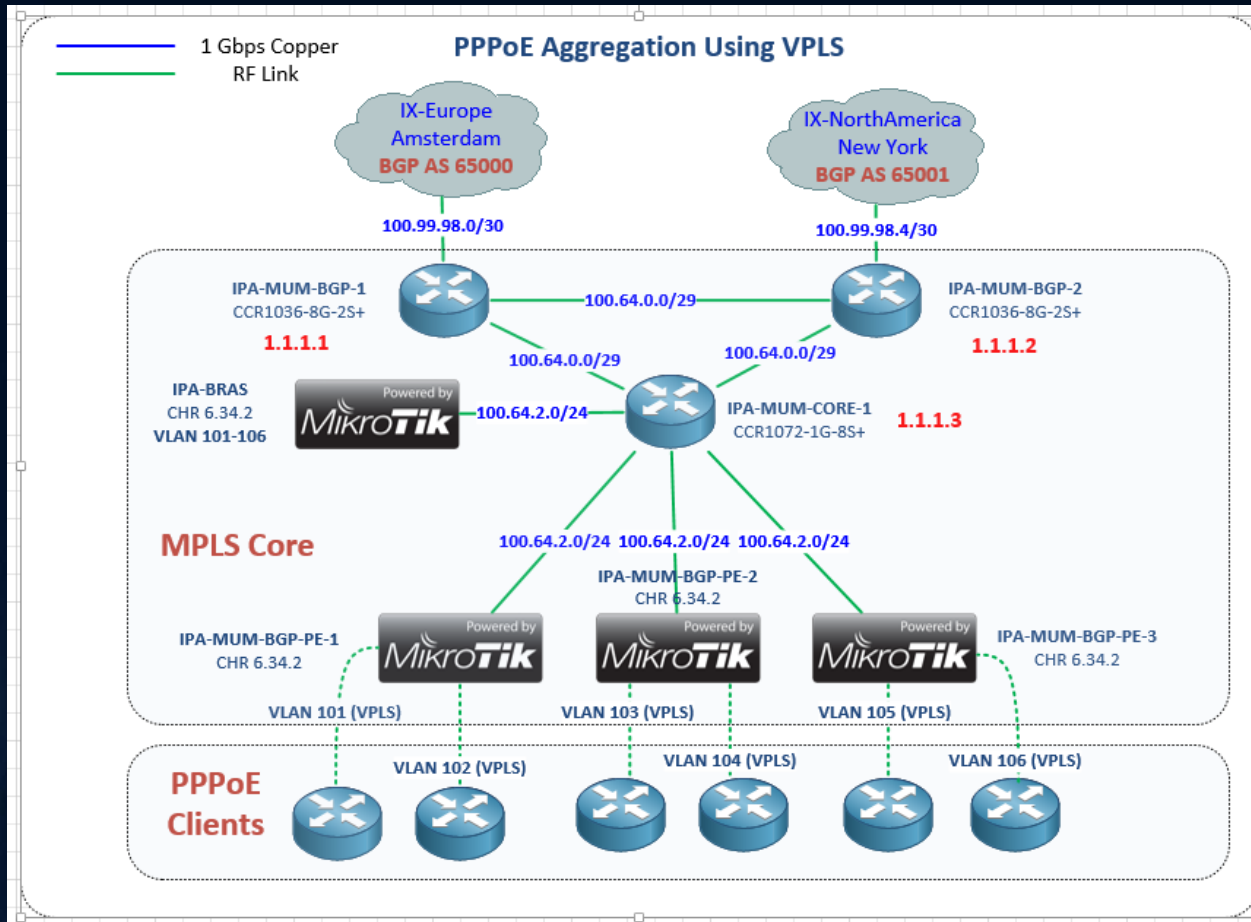 1 Gbps Copper
RF Link
PPPoE Aggregation Using VPLS
IX-Europe
Amsterdam
BGP AS 65000
IX-NorthAmerica
New York
BGP AS 65001
100.99.98.0/30
100.99.98.4/30
IPA-MUM-BGP-1
CCR1036-8G-2S+
1.1.1.1
100.64.0.0/29
IPA-MUM-BGP-2
CCR1036-8G-2S+
1.1.1.2
100.64.0.0/29
100.64.0.0/29
IPA-BRAS
CHR 6.34.2
VLAN 101-106
Powered by
MikroTik
100.64.2.0/24
IPA-MUM-CORE-1
CCR1072-1G-8S+
1.1.1.3
MPLS Core
100.64.2.0/24
100.64.2.0/24
100.64.2.0/24
IPA-MUM-BGP-PE-1
CHR 6.34.2
Powered by
MikroTik
IPA-MUM-BGP-PE-2
CHR 6.34.2
Powered by
MikroTik
Powered by
MikroTik
IPA-MUM-BGP-PE-3
CHR 6.34.2
VLAN 101 (VPLS)
VLAN 103 (VPLS)
VLAN 105 (VPLS)
VLAN 102 (VPLS)
VLAN 104 (VPLS)
VLAN 106 (VPLS)
PPPoE
Clients